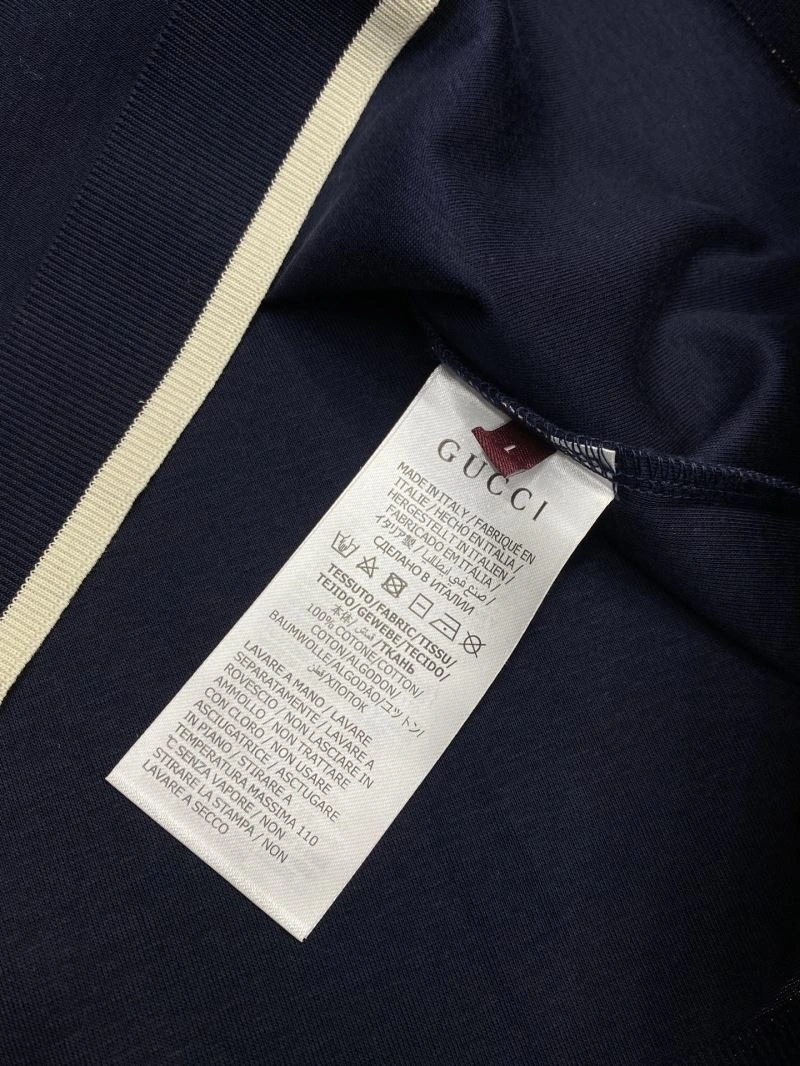 L
GUCCI
MADE IN ITALY / FABRIQUÉ EN
ITALIE / HECHO EN ITALIA /
HERGESTELLT IN ITALIEN /
FABRICADO EM ITÁLIA /
イタリア製 / صنع في إيطاليا /
СДЕЛАНО В ИТАЛИИ
TESSUTO/FABRIC/TISSU/
TEJIDO/GEWEBE/TECIDO/
本体/قماش/ТКАНЬ
100% COTONE/COTTON/
COTON/ALGODON/
BAUMWOLLE/ALGODÃO/コットン/
قطن/ХЛОПОК
LAVARE A MANO / LAVARE
SEPARATAMENTE / LAVARE A
ROVESCIO / NON LASCIARE IN
AMMOLLO / NON TRATTARE
CON CLORO / NON USARE
ASCIUGATRICE / ASCTUGARE
IN PIANO / STIRARE A
TEMPERATURA MASSIMA 110
℃ SENZA VAPORE / NON
STIRARE LA STAMPA / NON
LAVARE A SECCO